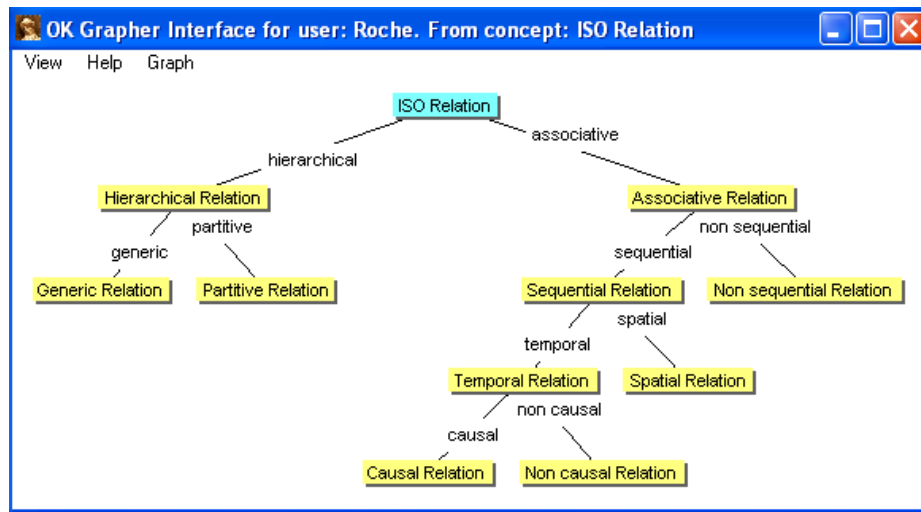 OK Grapher Interface for user: Roche. From concept: ISO Relation
View Help Graph
ISO Relation
associative
hierarchical
Hierarchical Relation
Associative Relation
partitive
non sequential
generic
sequential
Generic Relation
Partitive Relation
Sequential Relation
Non sequential Relation
spatial
temporal
Temporal Relation
Spatial Relation
non causal
causal
Causal Relation
Non causal Relation